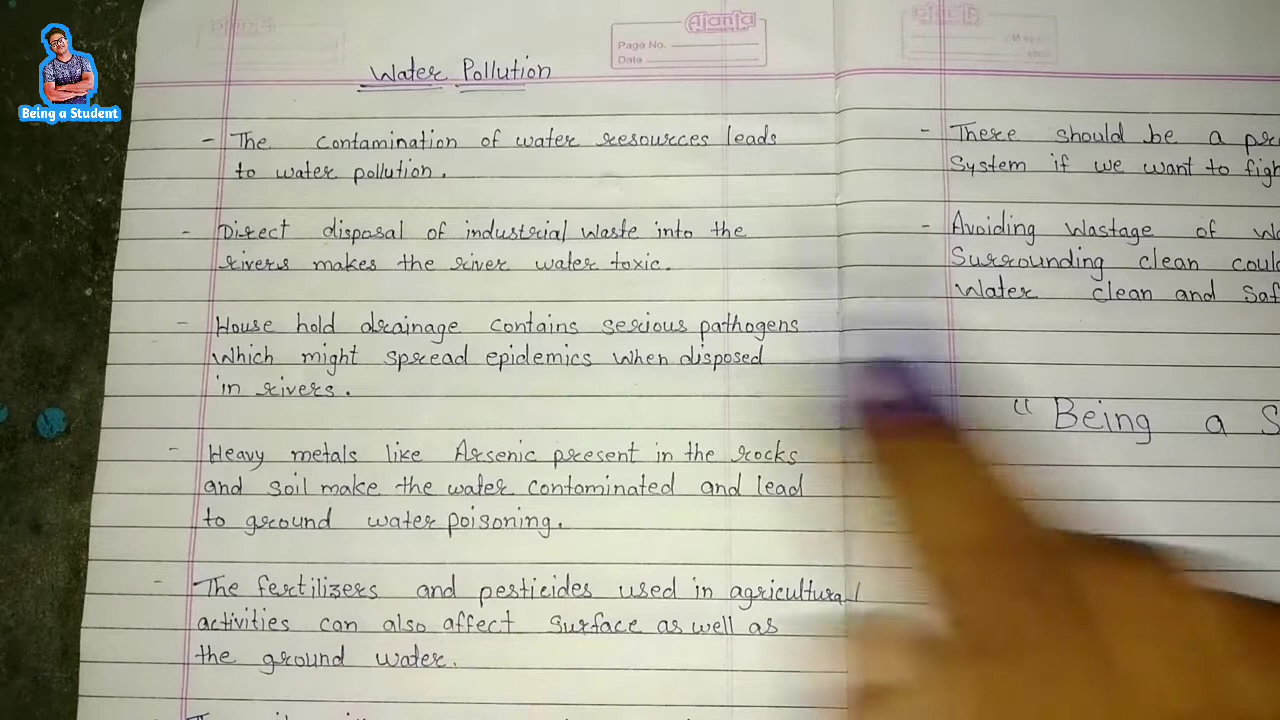 Ajanta
Page No.
Date
Being a Student
Water Pollution
- The contamination of water resources leads
to water pollution.
- Direct disposal of industrial waste into the
rivers makes the river water toxic.
- House hold drainage contains serious pathogens
which might spread epidemics when disposed
in rivers.
- Heavy metals like Arsenic present in the rocks
and soil make the water contaminated and lead
to ground water poisoning.
- The fertilizers and pesticides used in agricultural
activities can also affect surface as well as
the ground water.
- There should be a
System if we want to
- Avoiding wastage of
Surrounding clean
Water clean and
" Being a